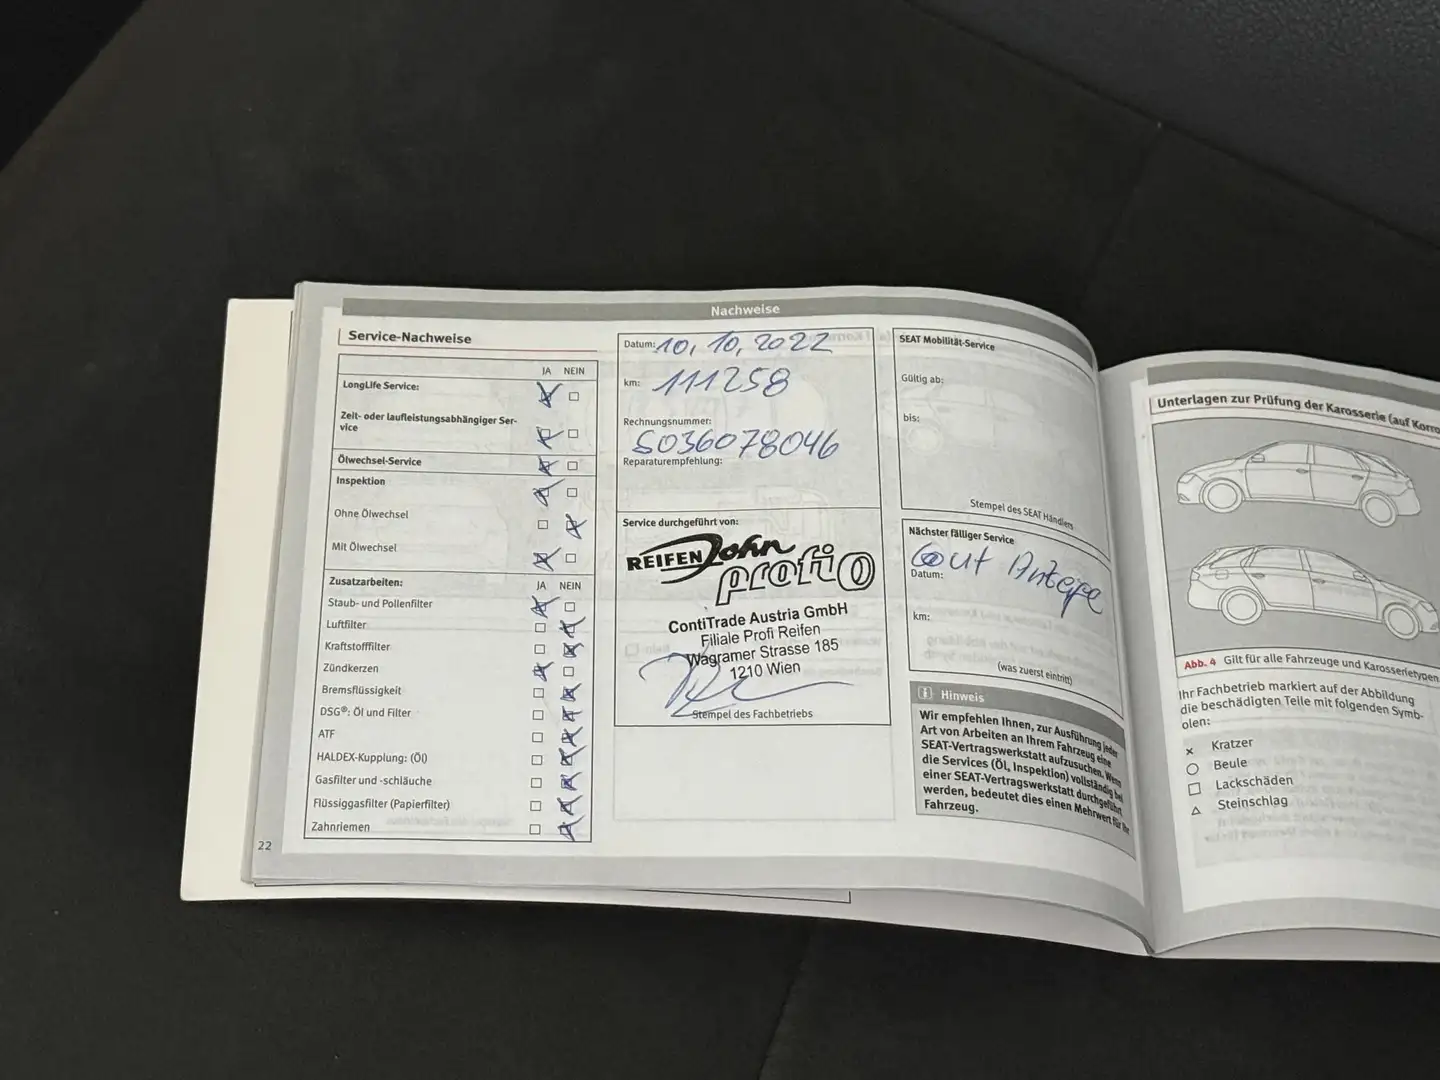 Nachweise
Service-Nachweise
JA NEIN
LongLife Service:
Zeit- oder laufleistungsabhängiger Ser-
vice
Ölwechsel-Service
Inspektion
Ohne Ölwechsel
Mit Ölwechsel
Zusatzarbeiten: JA NEIN
Staub- und Pollenfilter
Luftfilter
Kraftstofffilter
Zündkerzen
Bremsflüssigkeit
DSG®: Öl und Filter
ATF
HALDEX-Kupplung: (Öl)
Gasfilter und -schläuche
Flüssiggasfilter (Papierfilter)
Zahnriemen
22
Datum: 10, 10, 2022
km: 111258
Rechnungsnummer:
5036078046
Reparaturempfehlung:
Service durchgeführt von:
REIFEN John
profio
ContiTrade Austria GmbH
Filiale Profi Reifen
Wagramer Strasse 185
1210 Wien
Stempel des Fachbetriebs
SEAT Mobilität-Service
Gültig ab:
bis:
Stempel des SEAT Händlers
Nächster fälliger Service
Datum:
km:
(was zuerst eintritt)
Hinweis
Wir empfehlen Ihnen, zur Ausführung jeder
Art von Arbeiten an Ihrem Fahrzeug eine
SEAT-Vertragswerkstatt aufzusuchen. Wenn
die Services (Öl, Inspektion) vollständig bei
einer SEAT-Vertragswerkstatt durchgeführt
werden, bedeutet dies einen Mehrwert für Ihr
Fahrzeug.
Unterlagen zur Prüfung der Karosserie (auf Korro
Abb. 4 Gilt für alle Fahrzeuge und Karosserietypen
Ihr Fachbetrieb markiert auf der Abbildung
die beschädigten Teile mit folgenden Symb-
olen:
Kratzer
Beule
Lackschäden
Steinschlag